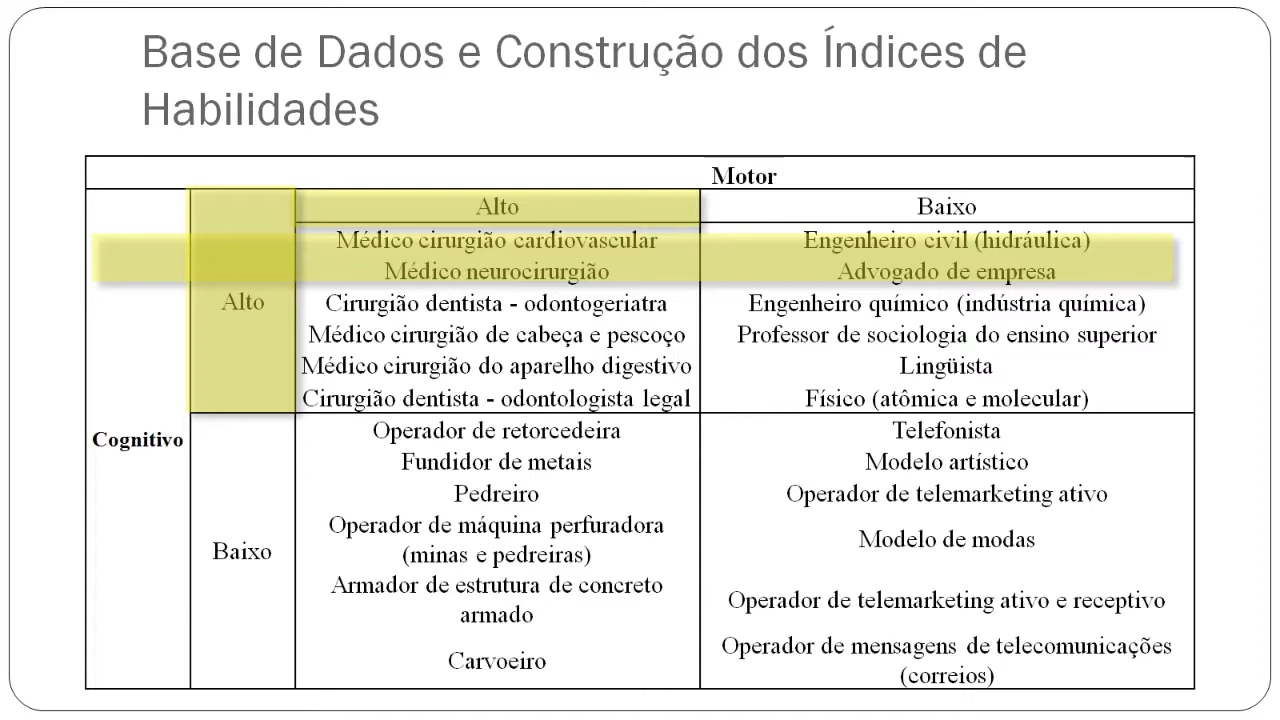 Base de Dados e Construção dos Índices de
Habilidades
Motor
Alto
Baixo
Médico cirurgião cardiovascular
Engenheiro civil (hidráulica)
Médico neurocirurgião
Advogado de empresa
Alto
Cirurgião dentista - odontogeriatra
Engenheiro químico (indústria química)
Médico cirurgião de cabeça e pescoço
Professor de sociologia do ensino superior
Médico cirurgião do aparelho digestivo
Lingüista
Cirurgião dentista - odontologista legal
Físico (atômica e molecular)
Cognitivo
Operador de retorcedeira
Telefonista
Fundidor de metais
Modelo artístico
Pedreiro
Operador de telemarketing ativo
Baixo
Operador de máquina perfuradora
(minas e pedreiras)
Modelo de modas
Armador de estrutura de concreto
armado
Operador de telemarketing ativo e receptivo
Carvoeiro
Operador de mensagens de telecomunicações
(correios)